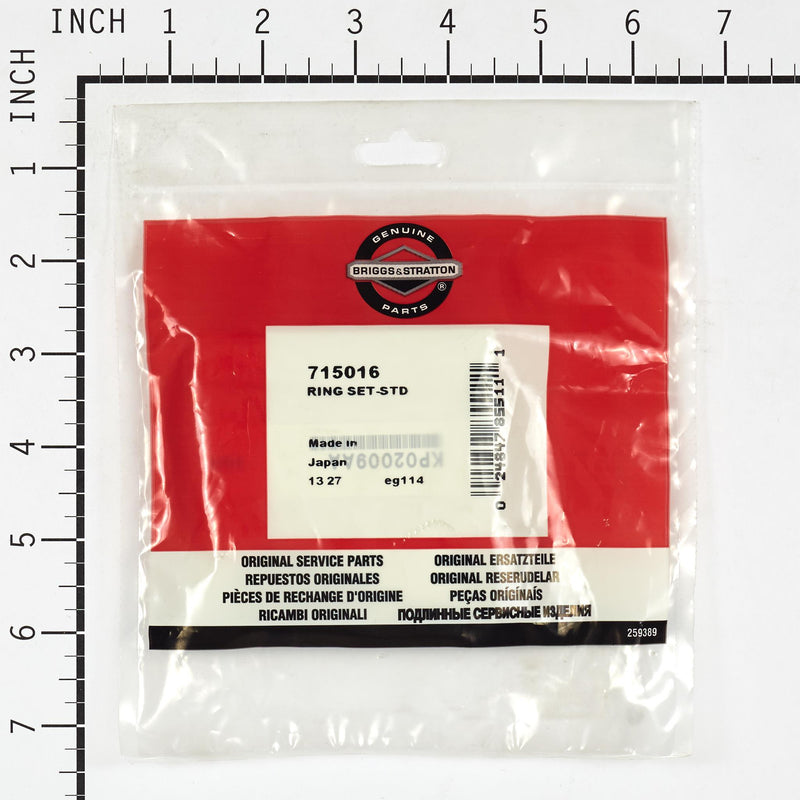 INCH 1 2 3 4 5 6 7
INCH
1
2
3
4
5
6
7
GENUINE
BRIGGS & STRATTON
®
PARTS
715016
RING SET-STD
Made in
Japan
13 27 eg114
KP02009AA
0 24847 85511 1
ORIGINAL SERVICE PARTS ORIGINAL ERSATZTEILE
REPUESTOS ORIGINALES ORIGINAL RESERUDELAR
PIÈCES DE RECHANGE D'ORIGINE PEÇAS ORIGÍNAIS
RICAMBI ORIGINALI ПОДЛИННЫЕ СЕРВИСНЫЕ ИЗДЕЛИЯ
259389